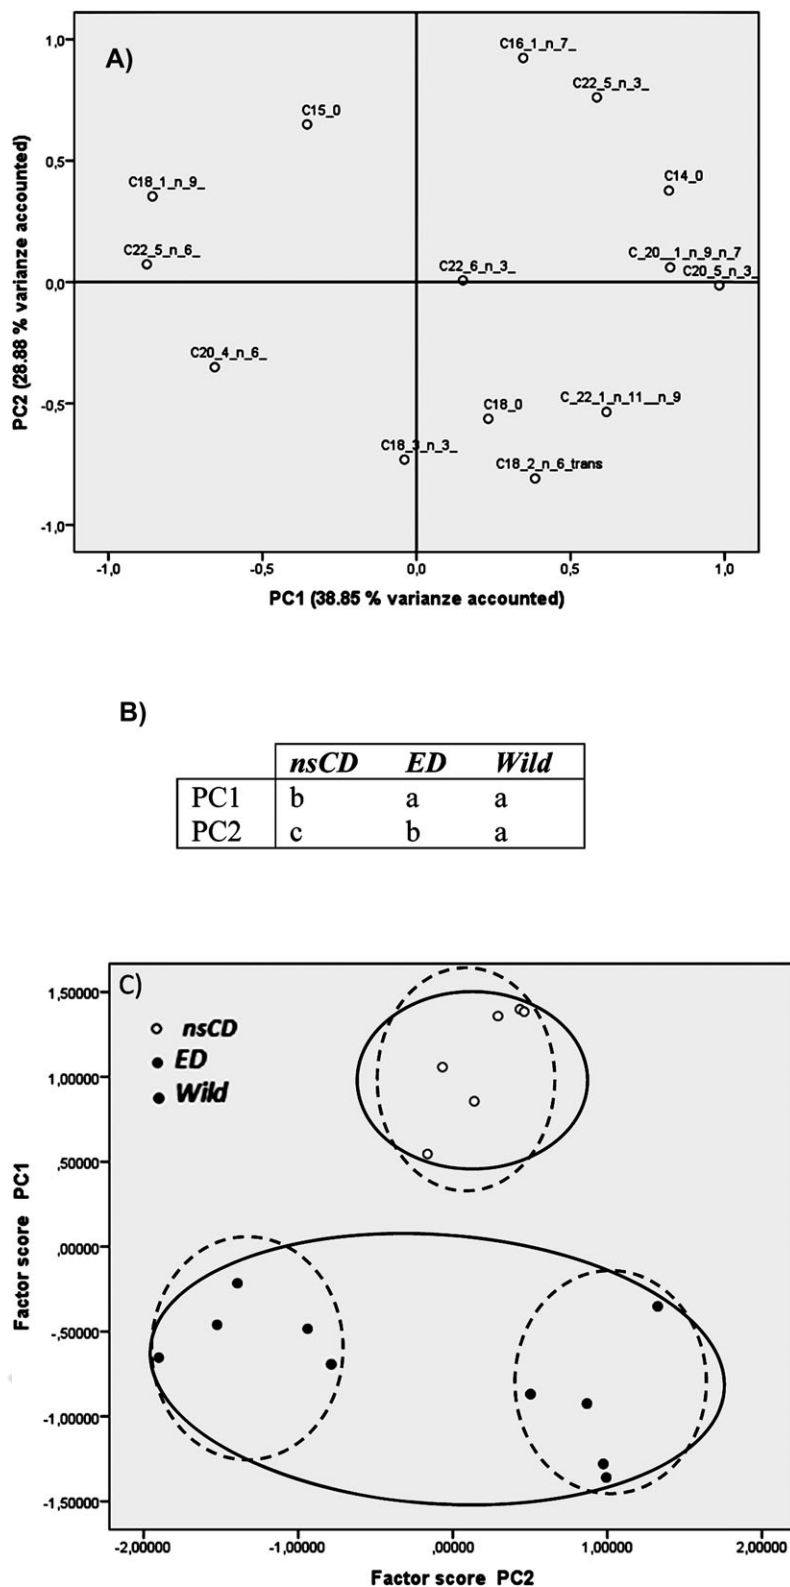 A)
1,0
0,5
0,0
-0,5
-1,0
PC2 (28.88 % varianze accounted)
C16_1_n_7_
C22_5_n_3_
C15_0
C18_1_n_9_
C14_0
C22_5_n_6_
C22_6_n_3_
C_20__1_n_9_n_7
C20_5_n_3_
C20_4_n_6_
C18_0
C_22_1_n_11__n_9
C18_3_n_3_
C18_2_n_6_trans
-1,0 -0,5 0,0 0,5 1,0
PC1 (38.85 % varianze accounted)
B)
nsCD ED Wild
PC1 b a a
PC2 c b a
C)
nsCD
ED
Wild
1,50000
1,00000
,50000
,00000
-,50000
-1,00000
-1,50000
Factor score PC1
-2,00000 -1,00000 ,00000 1,00000 2,00000
Factor score PC2